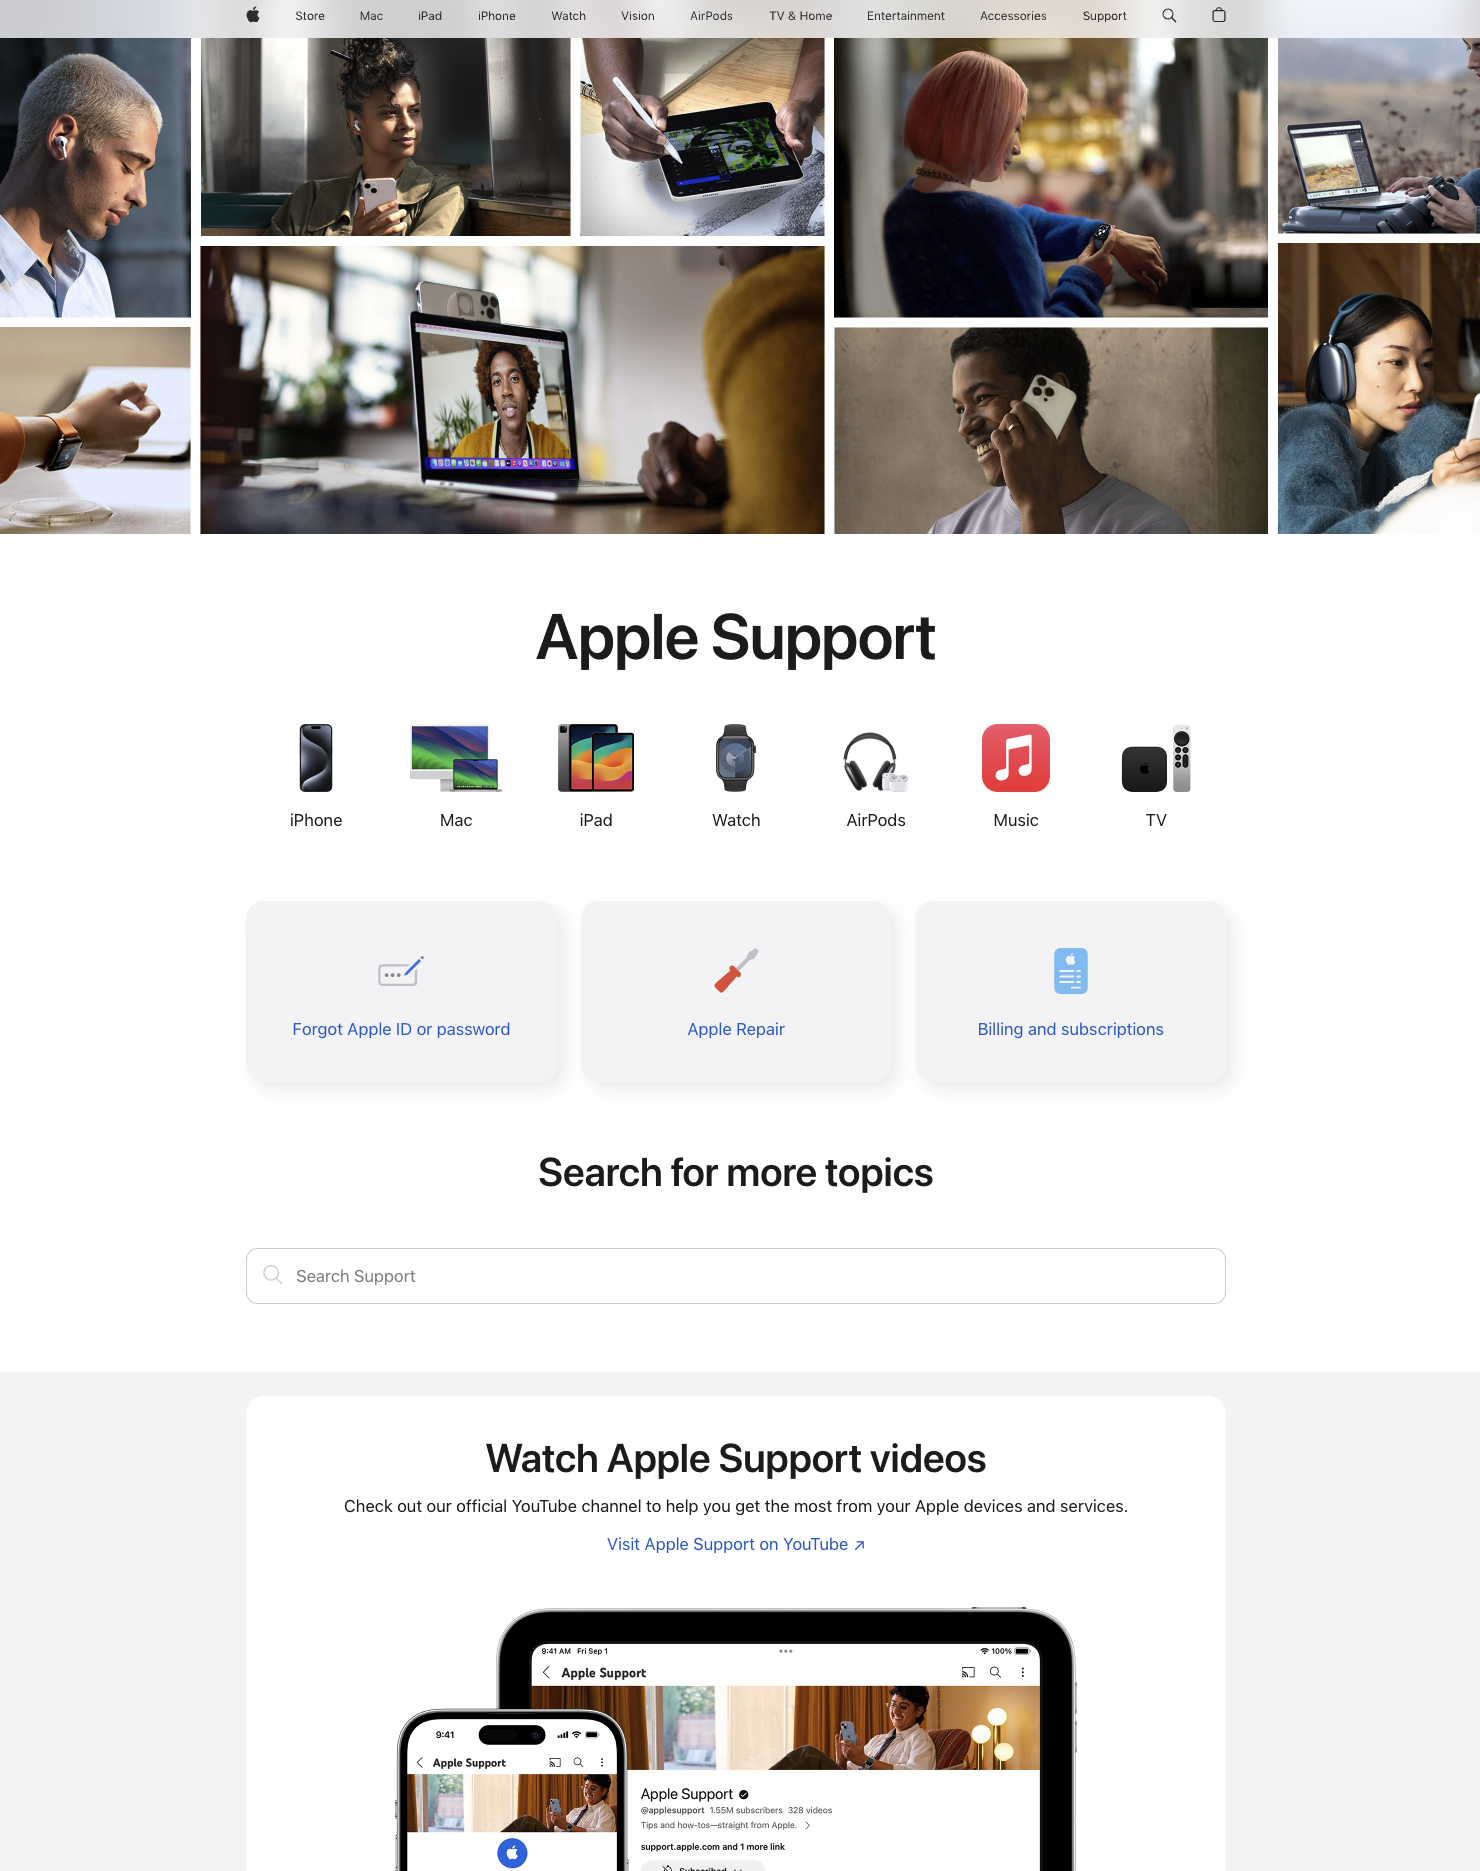 Store Mac iPad iPhone Watch Vision AirPods TV & Home Entertainment Accessories Support
Apple Support
iPhone Mac iPad Watch AirPods Music TV
Forgot Apple ID or password
Apple Repair
Billing and subscriptions
Search for more topics
Search Support
Watch Apple Support videos
Check out our official YouTube channel to help you get the most from your Apple devices and services.
Visit Apple Support on YouTube ↗
9:41 AM Fri Sep 1 100%
Apple Support
9:41
Apple Support
Apple Support
@applesupport 1.55M subscribers 328 videos
Tips and how-tos—straight from Apple.
support.apple.com and 1 more link
Subscribed